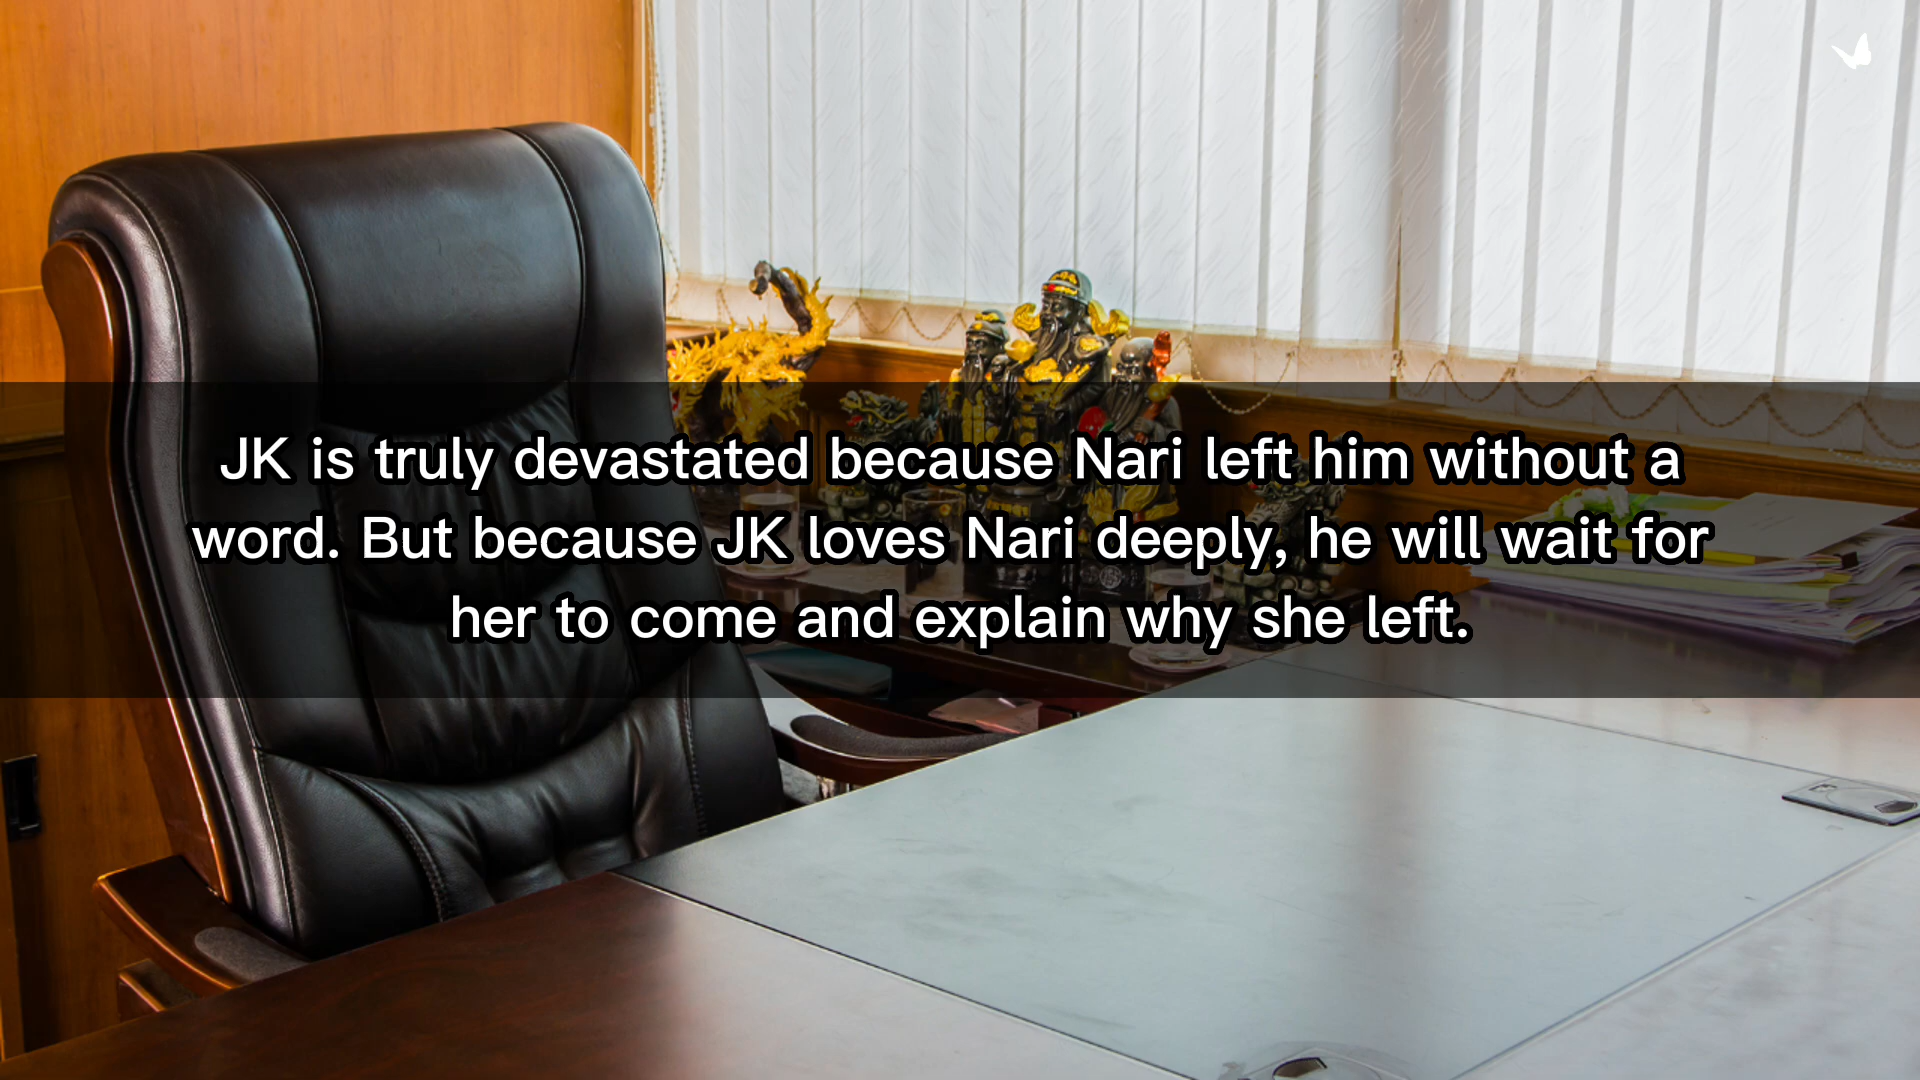 JK is truly devastated because Nari left him without a
word. But because JK loves Nari deeply, he will wait for
her to come and explain why she left.